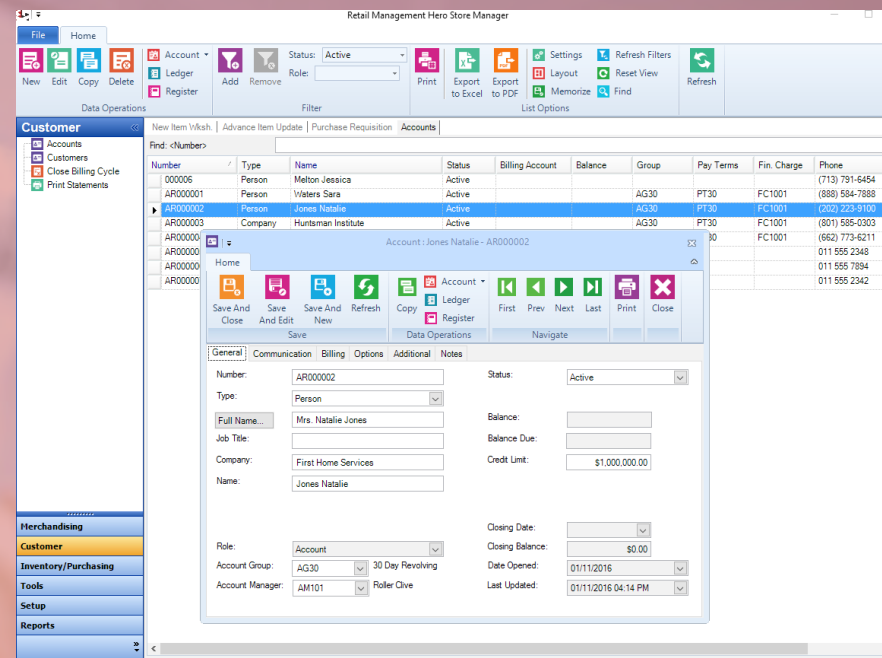 Retail Management Hero Store Manager
File Home
New Edit Copy Delete
Account
Ledger
Register
Data Operations
Add Remove
Status: Active
Role:
Filter
Print
Export to Excel
Export to PDF
Settings
Layout
Memorize
Refresh Filters
Reset View
Find
List Options
Refresh
Customer
Accounts
Customers
Close Billing Cycle
Print Statements
New Item Wksh. Advance Item Update Purchase Requisition Accounts
Find: <Number>
Number Type Name Status Billing Account Balance Group Pay Terms Fin. Charge Phone
000006 Person Melton Jessica Active (713) 791-6454
AR000001 Person Waters Sara Active AG30 PT30 FC1001 (888) 584-7888
AR000002 Person Jones Natalie Active AG30 PT30 FC1001 (202) 223-9100
AR000003 Company Huntsman Institute Active AG30 PT30 FC1001 (801) 585-0303
FC1001 (662) 773-6211
011 555 2348
011 555 7894
011 555 2342
Account : Jones Natalie - AR000002
Home
Save And Close
Save And Edit
Save And New
Refresh
Save
Copy
Account
Ledger
Register
Data Operations
First Prev Next Last
Navigate
Print
Close
General Communication Billing Options Additional Notes
Number: AR000002
Status: Active
Type: Person
Full Name... Mrs. Natalie Jones
Balance:
Job Title:
Balance Due:
Company: First Home Services
Credit Limit: $1,000,000.00
Name: Jones Natalie
Closing Date:
Role: Account
Closing Balance: $0.00
Account Group: AG30 30 Day Revolving
Date Opened: 01/11/2016
Account Manager: AM101 Roller Clive
Last Updated: 01/11/2016 04:14 PM
Merchandising
Customer
Inventory/Purchasing
Tools
Setup
Reports